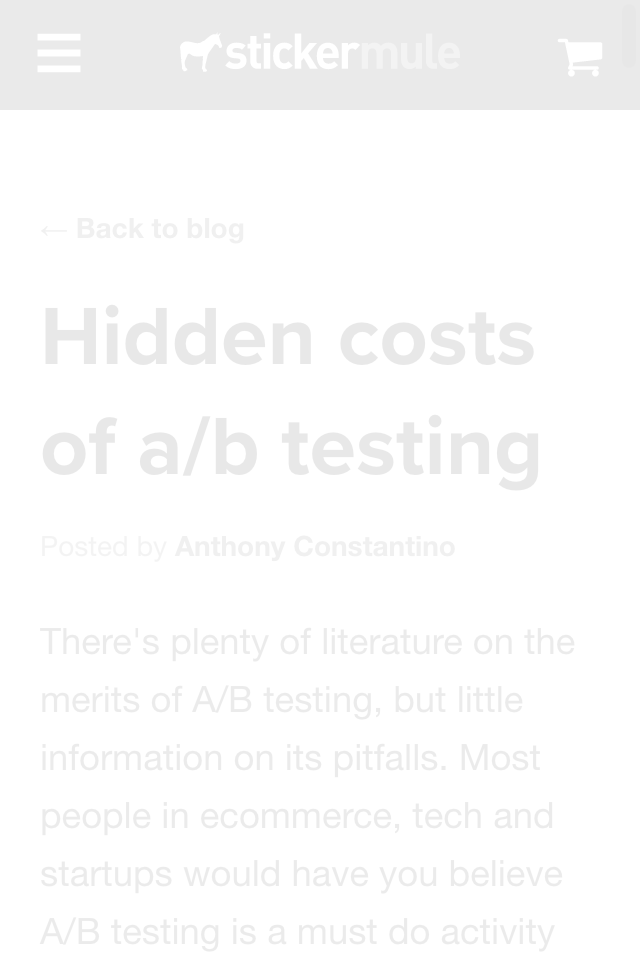 stickermule
← Back to blog
Hidden costs
of a/b testing
Posted by Anthony Constantino
There's plenty of literature on the
merits of A/B testing, but little
information on its pitfalls. Most
people in ecommerce, tech and
startups would have you believe
A/B testing is a must do activity